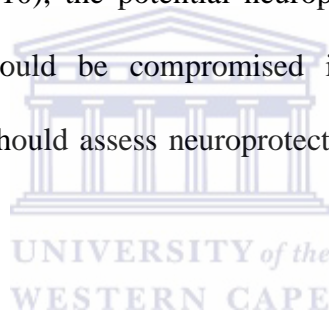 10), the potential neurop
ould be compromised i
hould assess neuroprotect
UNIVERSITY of the
WESTERN CAPE